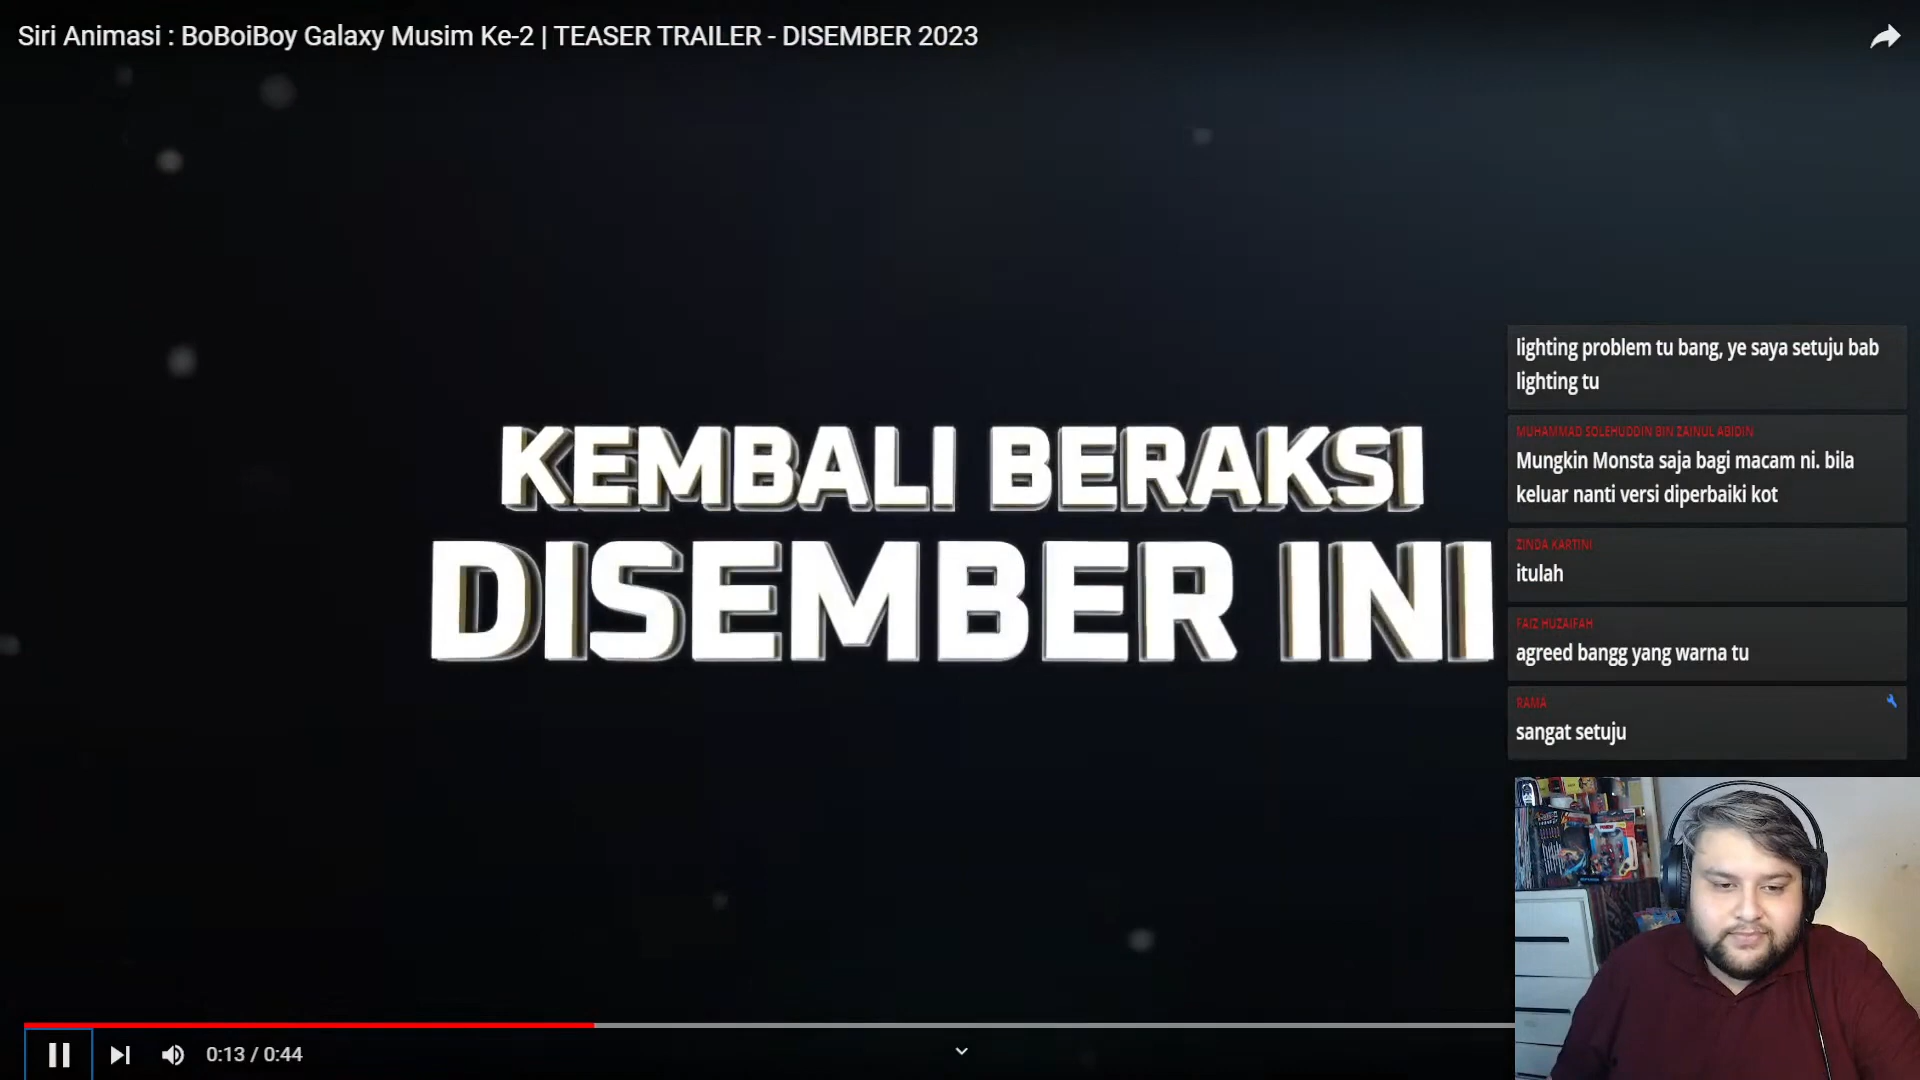 Siri Animasi : BoBoiBoy Galaxy Musim Ke-2 | TEASER TRAILER - DISEMBER 2023
KEMBALI BERAKSI
DISEMBER INI
lighting problem tu bang, ye saya setuju bab
lighting tu
MUHAMMAD SOLEHUDDIN BIN ZAINUL ABIDIN
Mungkin Monsta saja bagi macam ni. bila
keluar nanti versi diperbaiki kot
ZINDA KARTINI
itulah
FAIZ HUZAIFAH
agreed bangg yang warna tu
RAMA
sangat setuju
0:13 / 0:44